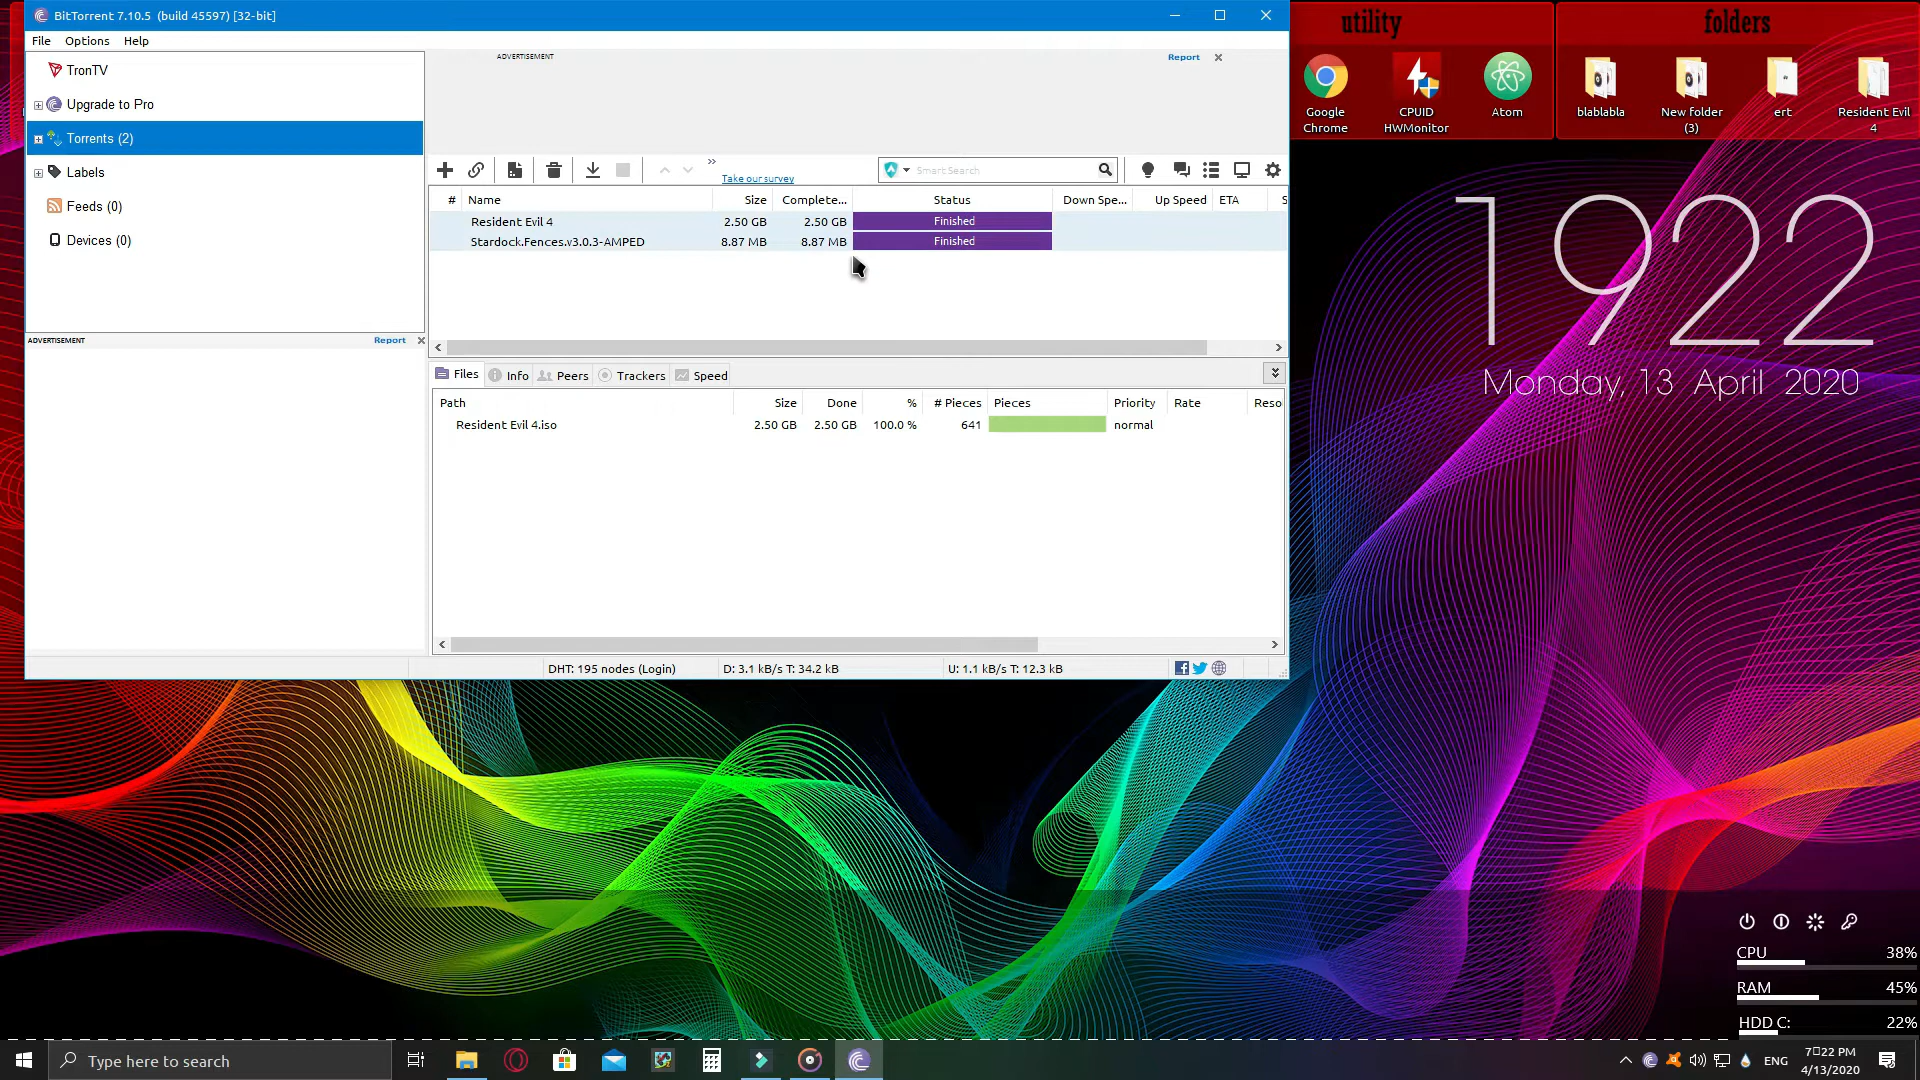 BitTorrent 7.10.5 (build 45597) [32-bit]
File Options Help
TronTV
Upgrade to Pro
Torrents (2)
Labels
Feeds (0)
Devices (0)
ADVERTISEMENT Report
ADVERTISEMENT Report
Take our survey
Smart Search
# Name Size Complete... Status Down Spe... Up Speed ETA S
Resident Evil 4 2.50 GB 2.50 GB Finished
Stardock.Fences.v3.0.3-AMPED 8.87 MB 8.87 MB Finished
Files Info Peers Trackers Speed
Path Size Done % # Pieces Pieces Priority Rate Reso
Resident Evil 4.iso 2.50 GB 2.50 GB 100.0 % 641 normal
DHT: 195 nodes (Login) D: 3.1 kB/s T: 34.2 kB U: 1.1 kB/s T: 12.3 kB
utility
Google
Chrome
CPUID
HWMonitor
Atom
folders
blablabla
New folder
(3)
ert
Resident Evil
4
1922
Monday, 13 April 2020
CPU 38%
RAM 45%
HDD C: 22%
Type here to search
ENG
7:22 PM
4/13/2020